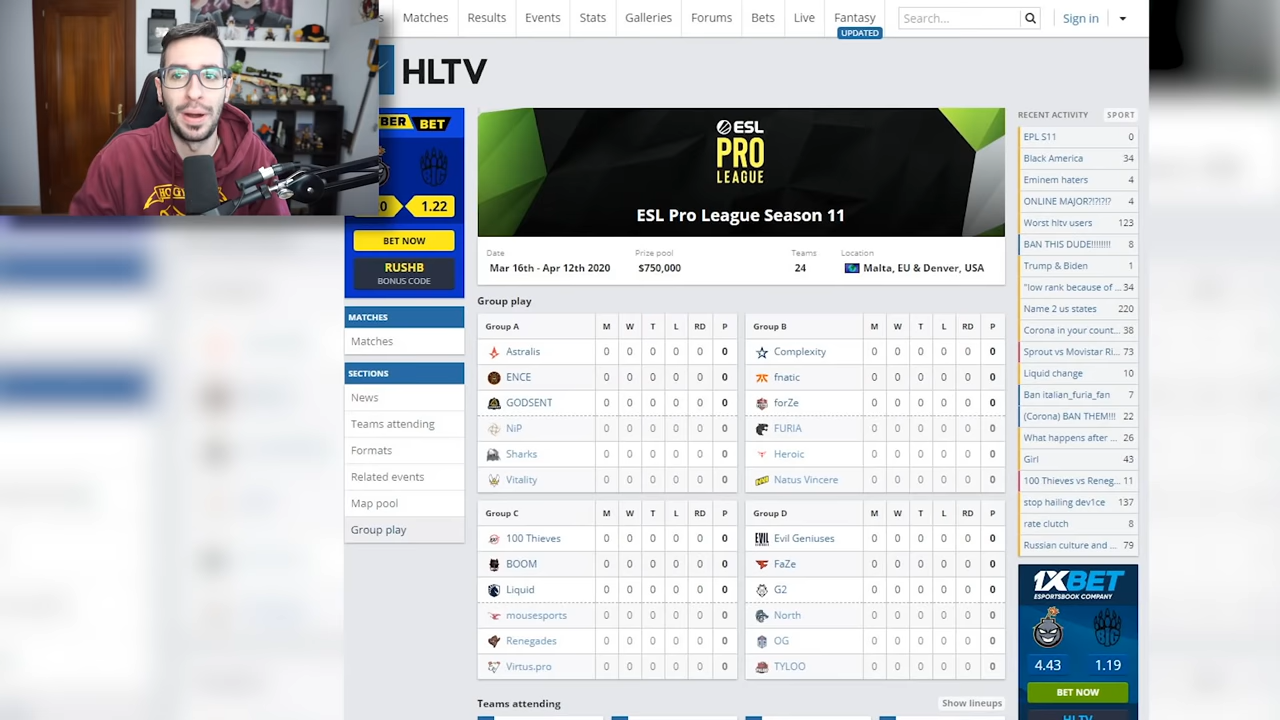 Matches Results Events Stats Galleries Forums Bets Live Fantasy Search... Sign in
UPDATED
HLTV
BET
1.22
BET NOW
RUSHB
BONUS CODE
MATCHES
Matches
SECTIONS
News
Teams attending
Formats
Related events
Map pool
Group play
ESL
PRO
LEAGUE
ESL Pro League Season 11
Date Prize pool Teams Location
Mar 16th - Apr 12th 2020 $750,000 24 Malta, EU & Denver, USA
Group play
Group A M W T L RD P
Astralis 0 0 0 0 0 0
ENCE 0 0 0 0 0 0
GODSENT 0 0 0 0 0 0
NiP 0 0 0 0 0 0
Sharks 0 0 0 0 0 0
Vitality 0 0 0 0 0 0
Group B M W T L RD P
Complexity 0 0 0 0 0 0
fnatic 0 0 0 0 0 0
forZe 0 0 0 0 0 0
FURIA 0 0 0 0 0 0
Heroic 0 0 0 0 0 0
Natus Vincere 0 0 0 0 0 0
Group C M W T L RD P
100 Thieves 0 0 0 0 0 0
BOOM 0 0 0 0 0 0
Liquid 0 0 0 0 0 0
mousesports 0 0 0 0 0 0
Renegades 0 0 0 0 0 0
Virtus.pro 0 0 0 0 0 0
Group D M W T L RD P
Evil Geniuses 0 0 0 0 0 0
FaZe 0 0 0 0 0 0
G2 0 0 0 0 0 0
North 0 0 0 0 0 0
OG 0 0 0 0 0 0
TYLOO 0 0 0 0 0 0
Teams attending Show lineups
RECENT ACTIVITY SPORT
EPL S11 0
Black America 34
Eminem haters 4
ONLINE MAJOR?!?!?!? 4
Worst hltv users 123
BAN THIS DUDE!!!!!!!! 8
Trump & Biden 1
"low rank because of ... 34
Name 2 us states 220
Corona in your count... 38
Sprout vs Movistar Ri... 73
Liquid change 10
Ban italian_furia_fan 7
(Corona) BAN THEM!!! 22
What happens after ... 26
Girl 43
100 Thieves vs Reneg... 11
stop hailing dev1ce 137
rate clutch 8
Russian culture and ... 79
1XBET
ESPORTSBOOK COMPANY
4.43 1.19
BET NOW
HLTV